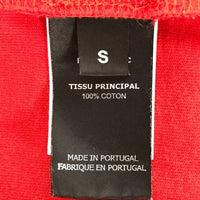 S
TISSU PRINCIPAL
100% COTON
MADE IN PORTUGAL
FABRIQUE EN PORTUGAL